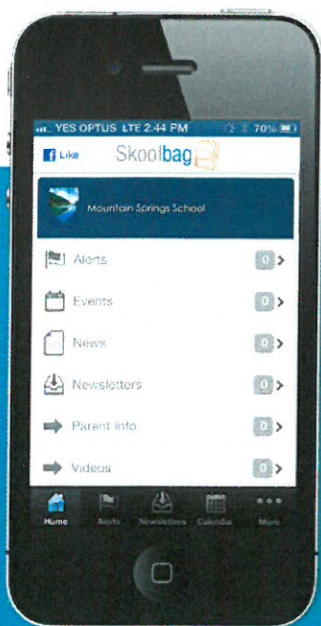 YES OPTUS LTE 2:44 PM 70%
Like Skoolbag
Mountain Springs School
Alerts 0
Events 0
News 0
Newsletters 0
Parent Info 0
Videos 0
Home Alerts Newsletters Calendar More